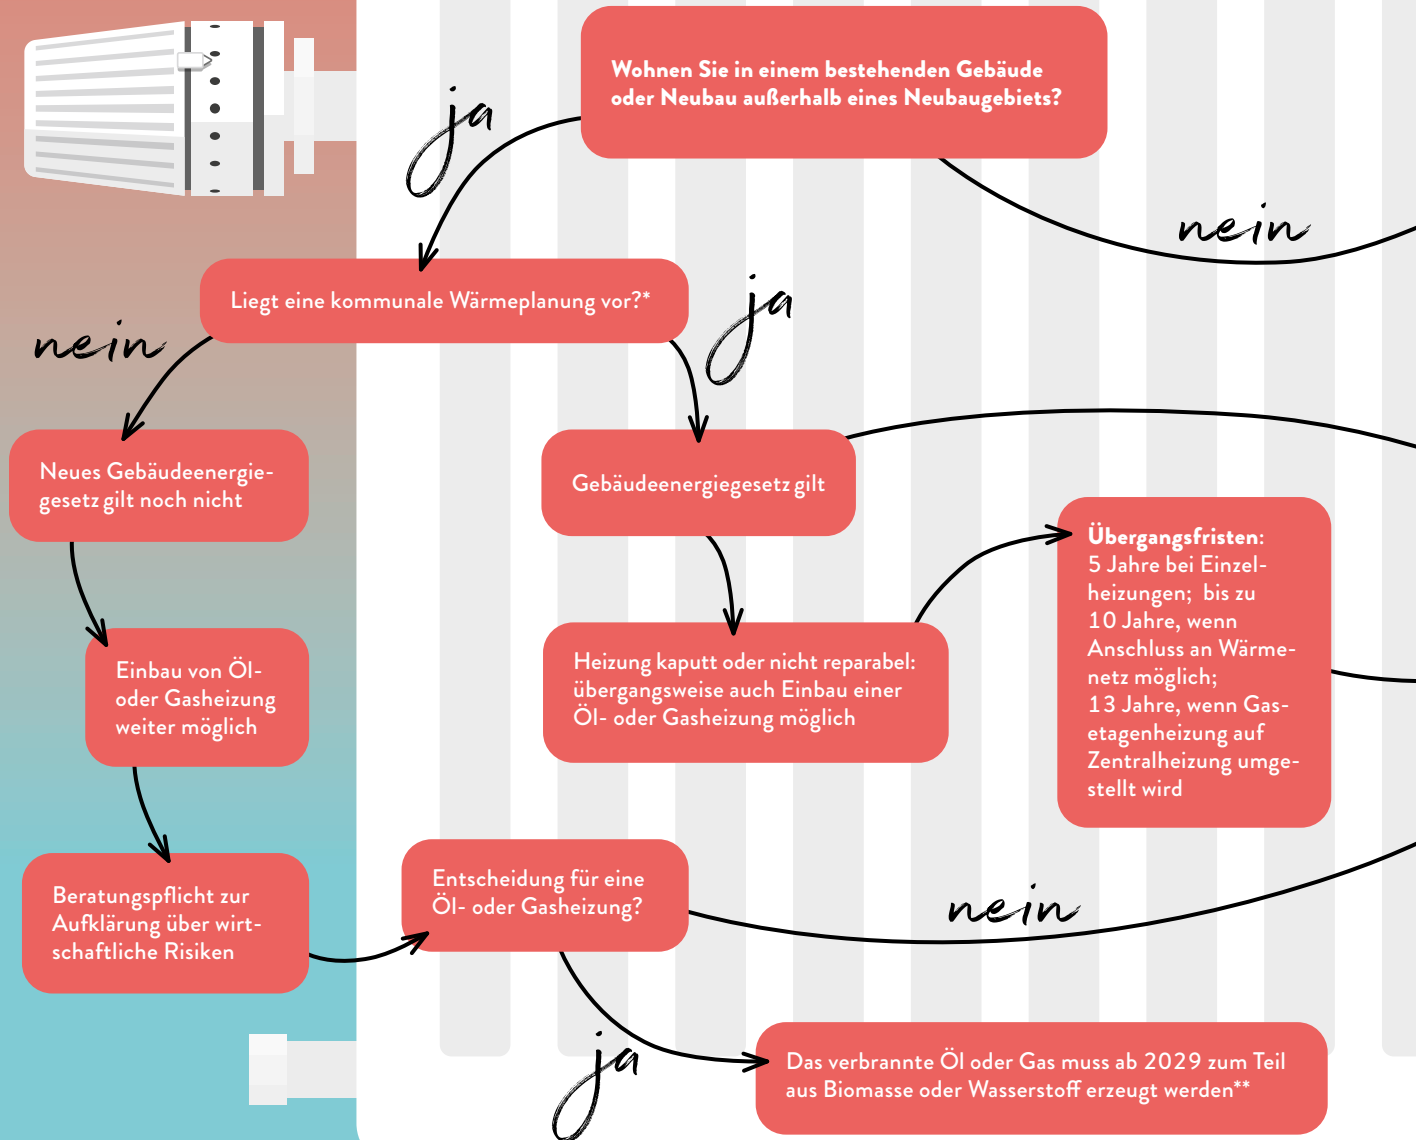 Wohnen Sie in einem bestehenden Gebäude
oder Neubau außerhalb eines Neubaugebiets?
ja
nein
Liegt eine kommunale Wärmeplanung vor?*
nein
ja
Neues Gebäudeenergie-
gesetz gilt noch nicht
Gebäudeenergiegesetz gilt
Übergangsfristen:
5 Jahre bei Einzel-
heizungen; bis zu
10 Jahre, wenn
Anschluss an Wärme-
netz möglich;
13 Jahre, wenn Gas-
etagenheizung auf
Zentralheizung umge-
stellt wird
Einbau von Öl-
oder Gasheizung
weiter möglich
Heizung kaputt oder nicht reparabel:
übergangsweise auch Einbau einer
Öl- oder Gasheizung möglich
Beratungspflicht zur
Aufklärung über wirt-
schaftliche Risiken
Entscheidung für eine
Öl- oder Gasheizung?
nein
ja
Das verbrannte Öl oder Gas muss ab 2029 zum Teil
aus Biomasse oder Wasserstoff erzeugt werden**